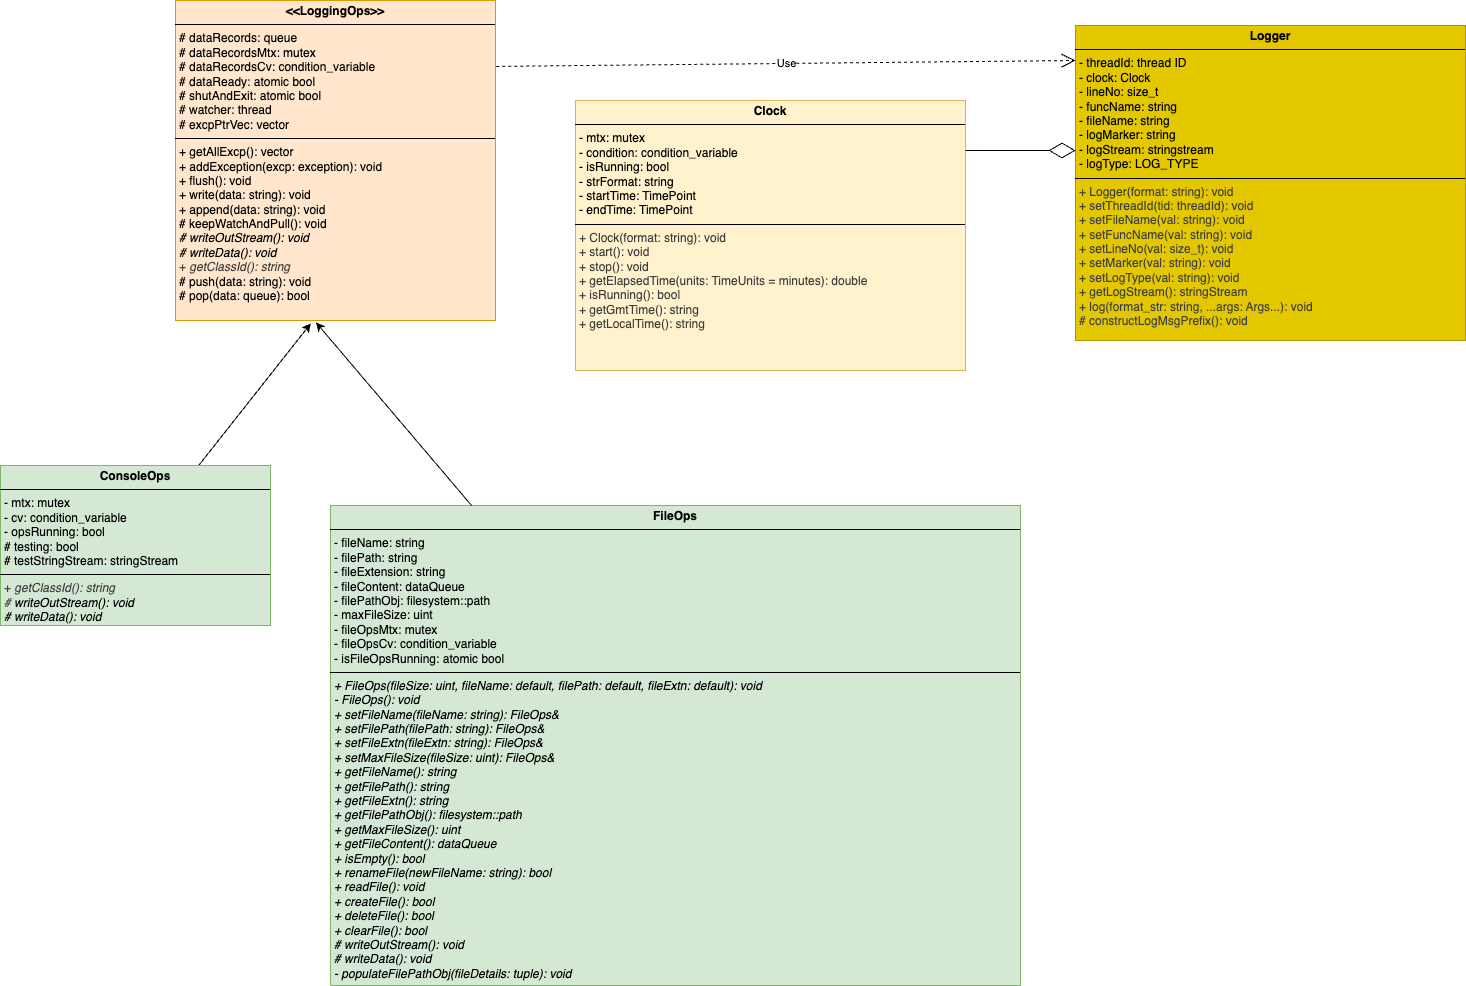 <<LoggingOps>>
# dataRecords: queue
# dataRecordsMtx: mutex
# dataRecordsCv: condition_variable
# dataReady: atomic bool
# shutAndExit: atomic bool
# watcher: thread
# excpPtrVec: vector
+ getAllExcp(): vector
+ addException(excp: exception): void
+ flush(): void
+ write(data: string): void
+ append(data: string): void
# keepWatchAndPull(): void
# writeOutStream(): void
# writeData(): void
+ getClassId(): string
# push(data: string): void
# pop(data: queue): bool
Use
Clock
- mtx: mutex
- condition: condition_variable
- isRunning: bool
- strFormat: string
- startTime: TimePoint
- endTime: TimePoint
+ Clock(format: string): void
+ start(): void
+ stop(): void
+ getElapsedTime(units: TimeUnits = minutes): double
+ isRunning(): bool
+ getGmtTime(): string
+ getLocalTime(): string
Logger
- threadId: thread ID
- clock: Clock
- lineNo: size_t
- funcName: string
- fileName: string
- logMarker: string
- logStream: stringstream
- logType: LOG_TYPE
+ Logger(format: string): void
+ setThreadId(tid: threadId): void
+ setFileName(val: string): void
+ setFuncName(val: string): void
+ setLineNo(val: size_t): void
+ setMarker(val: string): void
+ setLogType(val: string): void
+ getLogStream(): stringStream
+ log(format_str: string, ...args: Args...): void
# constructLogMsgPrefix(): void
ConsoleOps
- mtx: mutex
- cv: condition_variable
- opsRunning: bool
# testing: bool
# testStringStream: stringStream
+ getClassId(): string
# writeOutStream(): void
# writeData(): void
FileOps
- fileName: string
- filePath: string
- fileExtension: string
- fileContent: dataQueue
- filePathObj: filesystem::path
- maxFileSize: uint
- fileOpsMtx: mutex
- fileOpsCv: condition_variable
- isFileOpsRunning: atomic bool
+ FileOps(fileSize: uint, fileName: default, filePath: default, fileExtn: default): void
- FileOps(): void
+ setFileName(fileName: string): FileOps&
+ setFilePath(filePath: string): FileOps&
+ setFileExtn(fileExtn: string): FileOps&
+ setMaxFileSize(fileSize: uint): FileOps&
+ getFileName(): string
+ getFilePath(): string
+ getFileExtn(): string
+ getFilePathObj(): filesystem::path
+ getMaxFileSize(): uint
+ getFileContent(): dataQueue
+ isEmpty(): bool
+ renameFile(newFileName: string): bool
+ readFile(): void
+ createFile(): bool
+ deleteFile(): bool
+ clearFile(): bool
# writeOutStream(): void
# writeData(): void
- populateFilePathObj(fileDetails: tuple): void